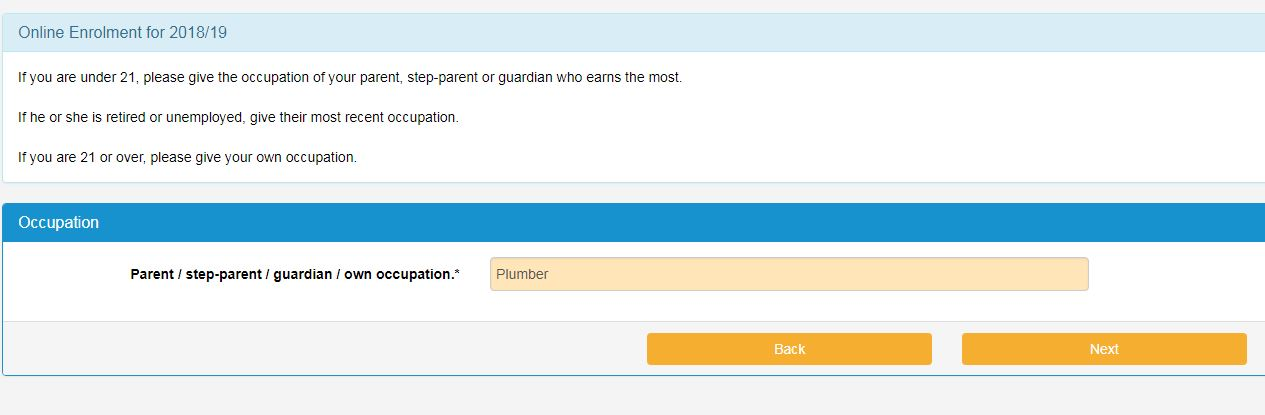 Online Enrolment for 2018/19
If you are under 21, please give the occupation of your parent, step-parent or guardian who earns the most.
If he or she is retired or unemployed, give their most recent occupation.
If you are 21 or over, please give your own occupation.
Occupation
Parent / step-parent / guardian / own occupation.* Plumber
Back Next